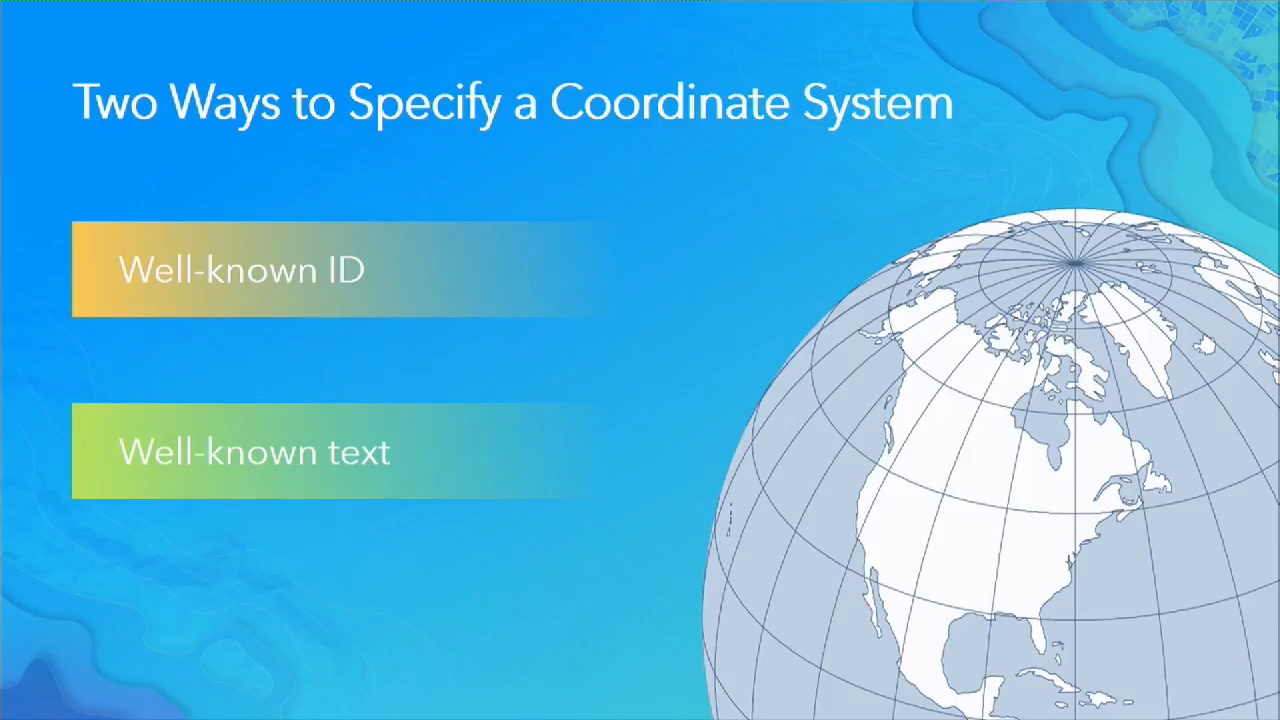 Two Ways to Specify a Coordinate System
Well-known ID
Well-known text